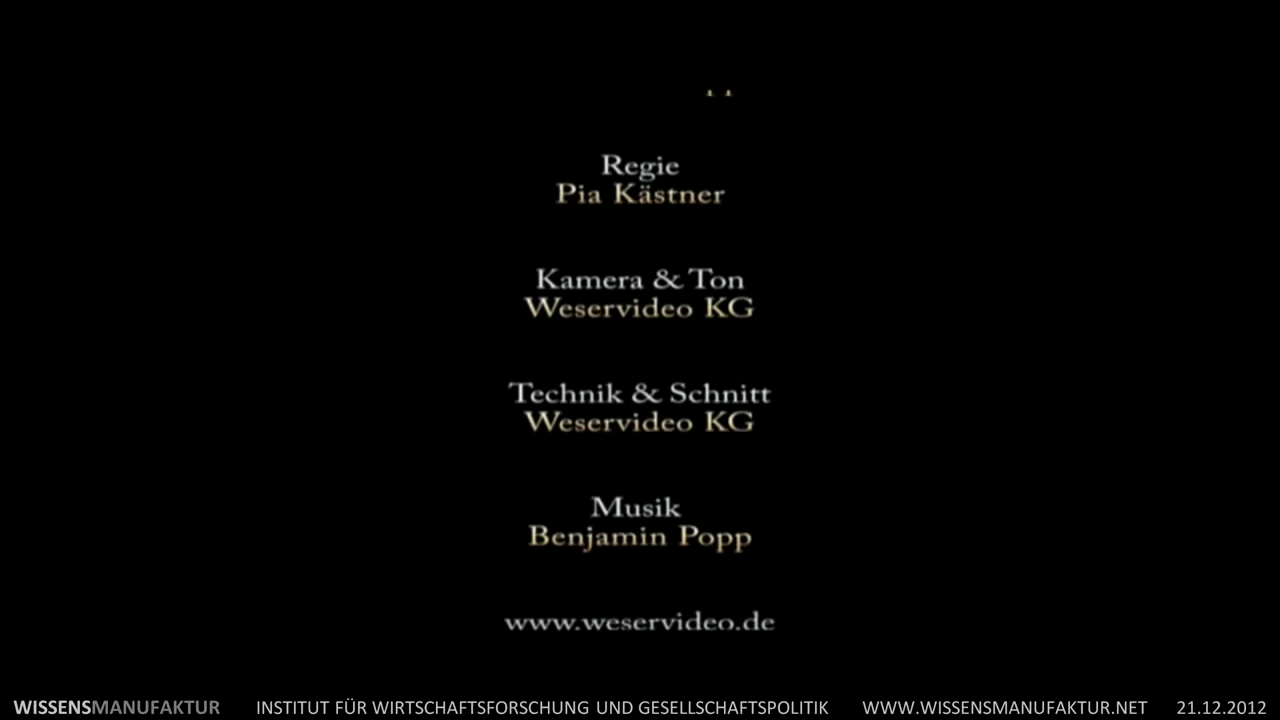 Regie
Pia Kästner
Kamera & Ton
Weservideo KG
Technik & Schnitt
Weservideo KG
Musik
Benjamin Popp
www.weservideo.de
WISSENSMANUFAKTUR INSTITUT FÜR WIRTSCHAFTSFORSCHUNG UND GESELLSCHAFTSPOLITIK WWW.WISSENSMANUFAKTUR.NET 21.12.2012